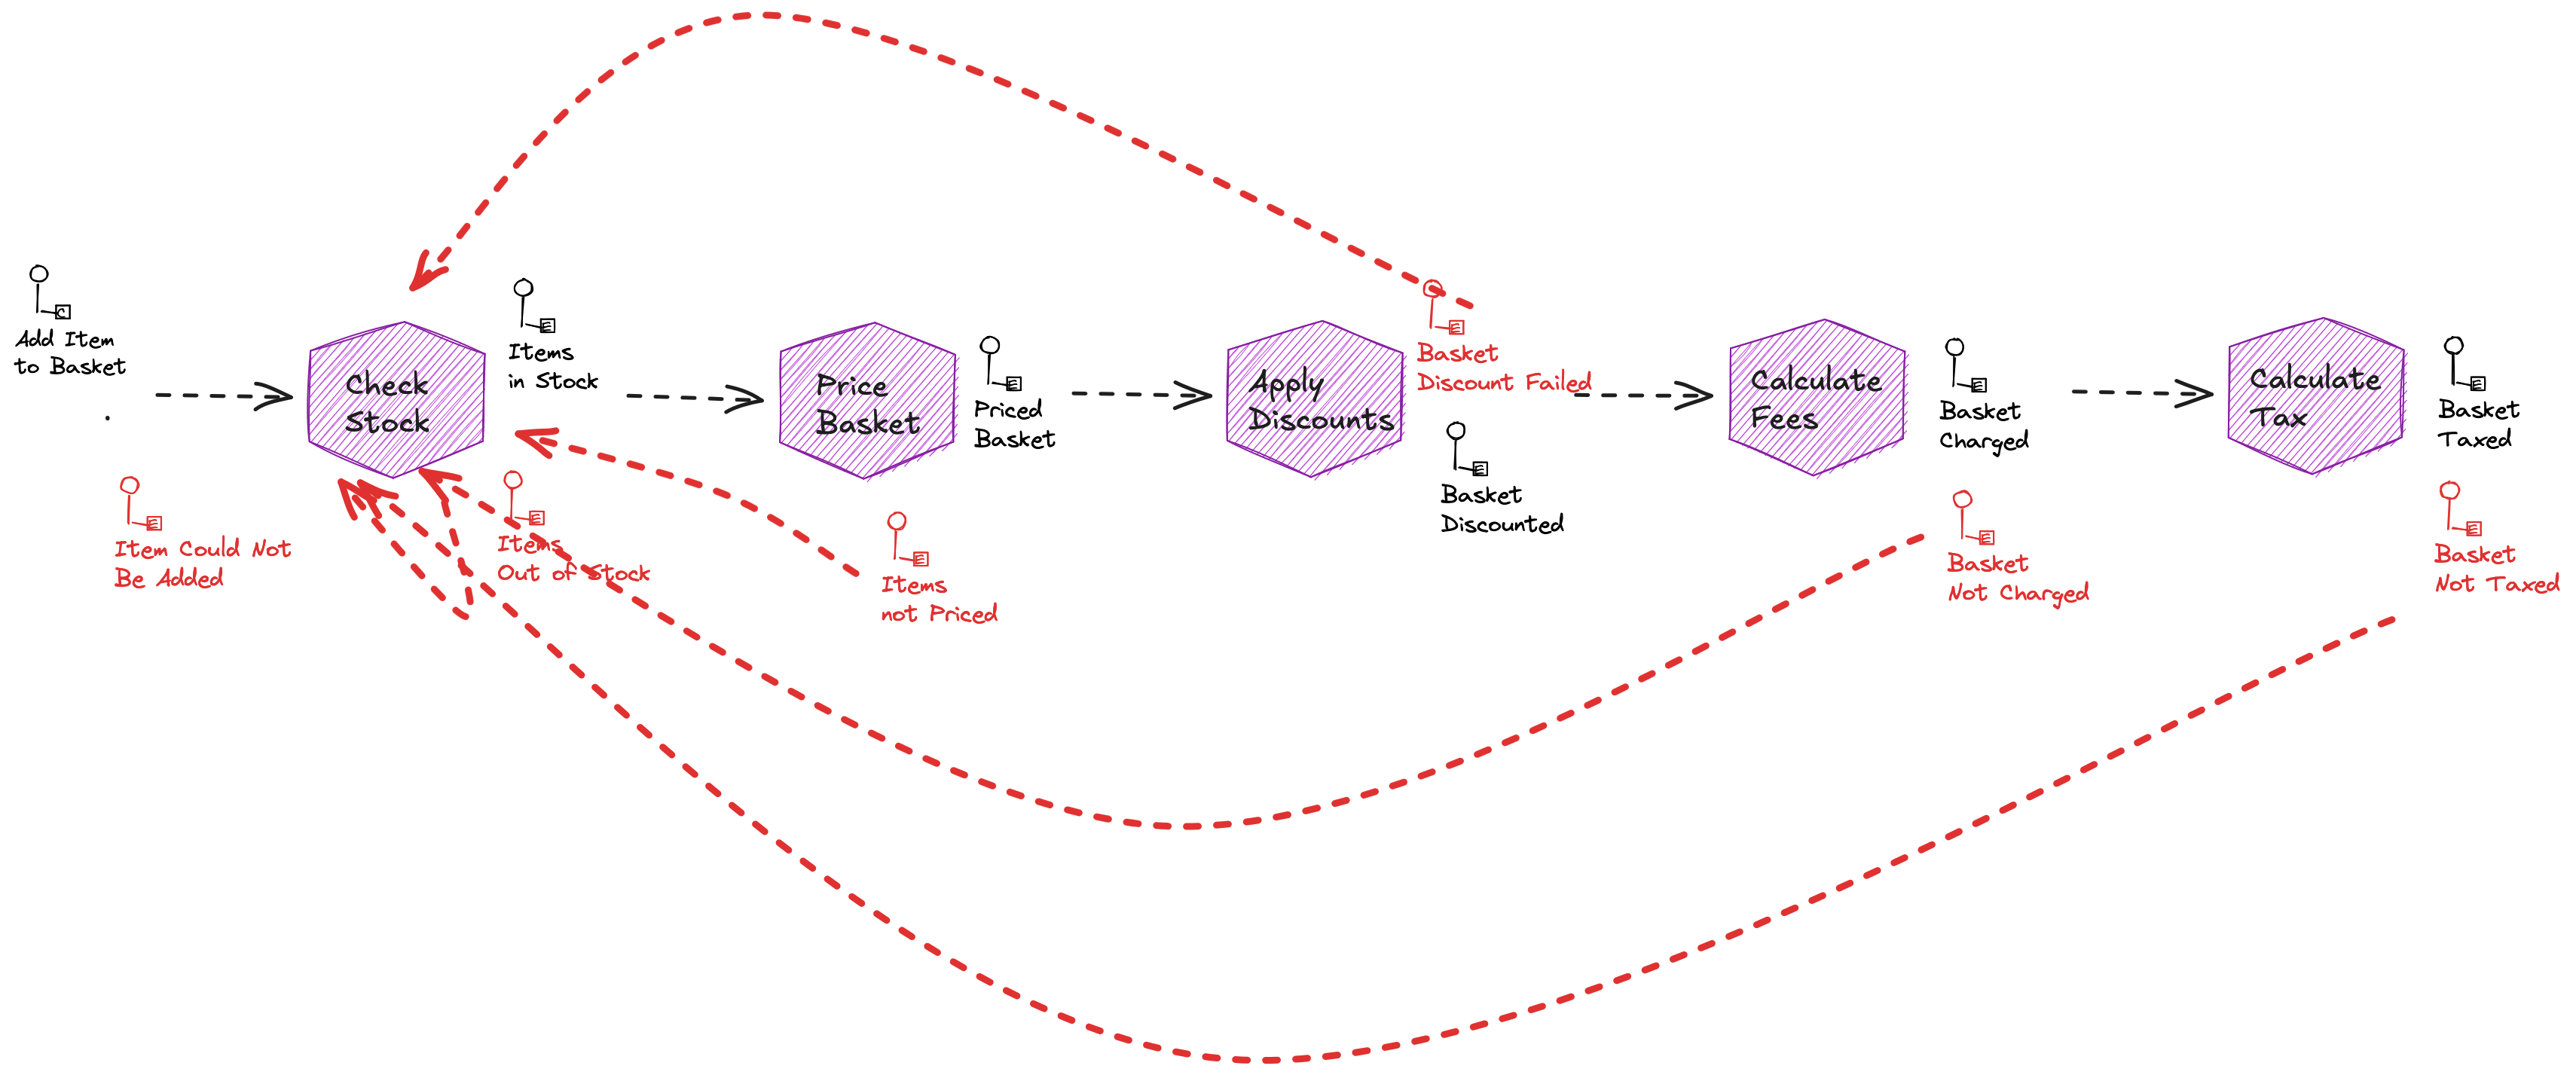 C
Add Item
to Basket
Check
Stock
E
Items
in Stock
Price
Basket
E
Priced
Basket
Apply
Discounts
E
Basket
Discount Failed
E
Basket
Discounted
Calculate
Fees
E
Basket
Charged
Calculate
Tax
E
Basket
Taxed
E
Item Could Not
Be Added
E
Items
Out of Stock
E
Items
not Priced
E
Basket
Not Charged
E
Basket
Not Taxed